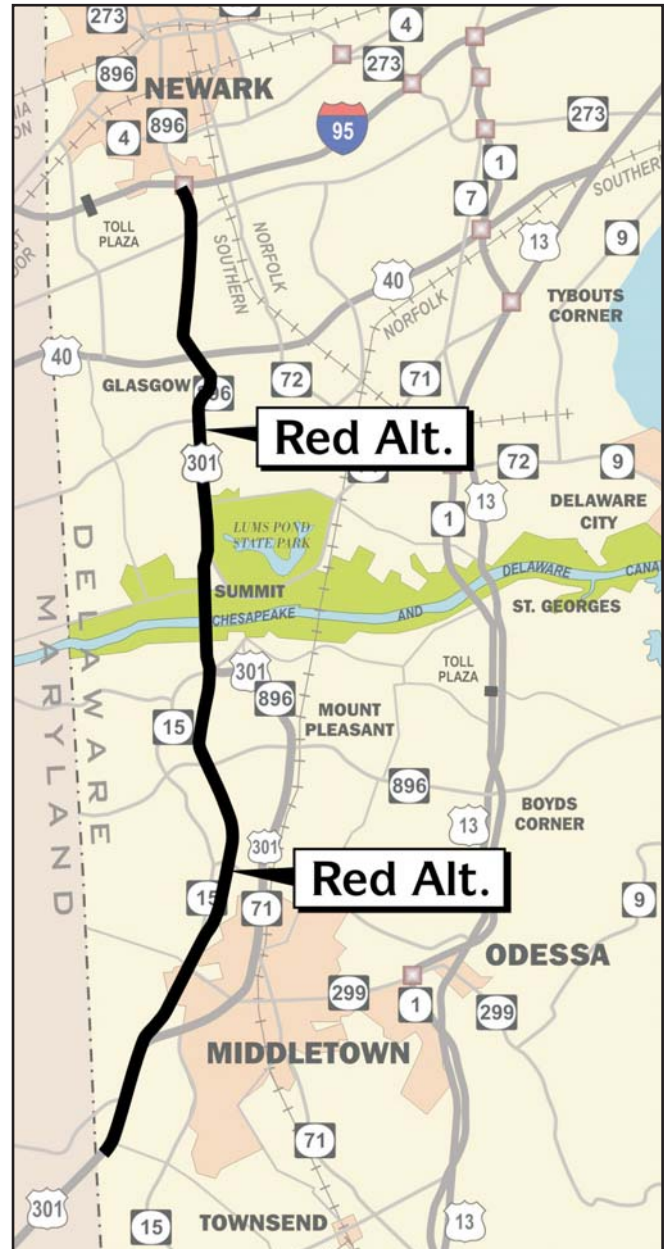 273
4
896
273
NEWARK
273
4
896
95
1
7
SOUTHERN
TOLL
PLAZA
NORFOLK
SOUTHERN
13
9
40
NORFOLK
TYBOUTS
CORNER
40
GLASGOW
896
72
71
Red Alt.
301
72
9
13
1
DELAWARE
CITY
LUMS POND
STATE PARK
DELAWARE
SUMMIT
CHESAPEAKE
AND
ST. GEORGES
DELAWARE
MARYLAND
301
TOLL
PLAZA
896
15
MOUNT
PLEASANT
896
BOYDS
CORNER
13
301
Red Alt.
15
71
9
ODESSA
299
1
299
MIDDLETOWN
71
301
15
TOWNSEND
13